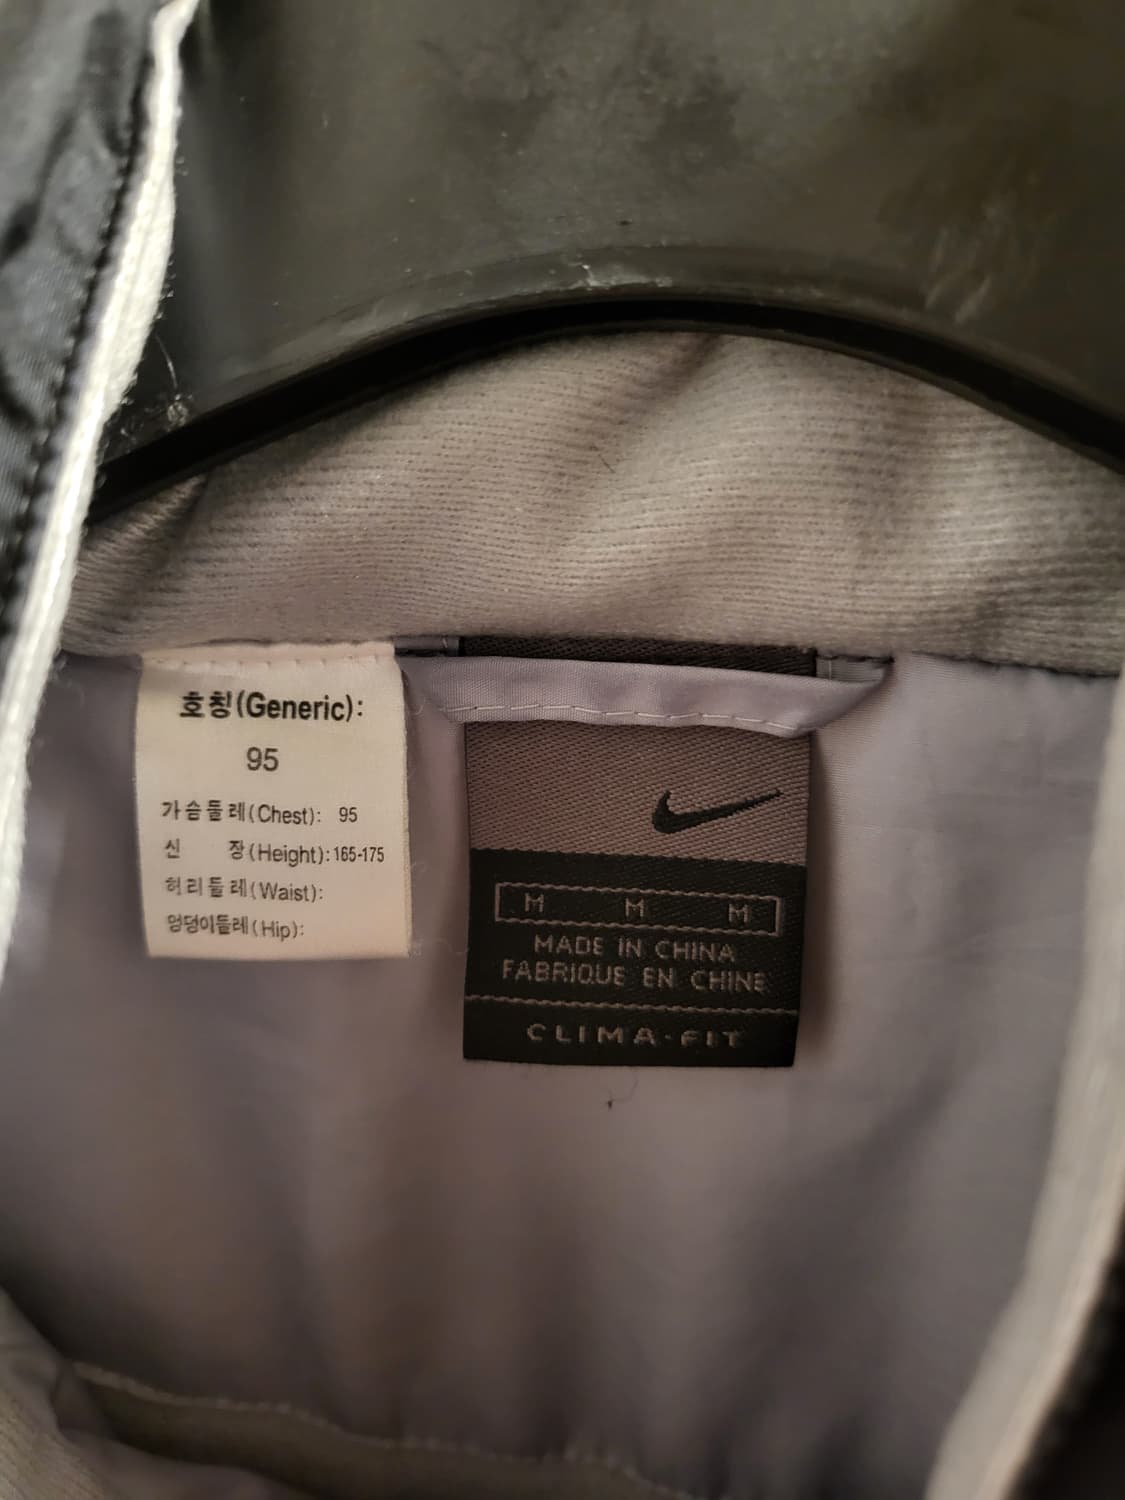 호칭(Generic):
95
가슴둘레(Chest): 95
신 장(Height):165-175
허리둘레(Waist):
엉덩이둘레(Hip):
M M M
MADE IN CHINA
FABRIQUE EN CHINE
CLIMA·FIT